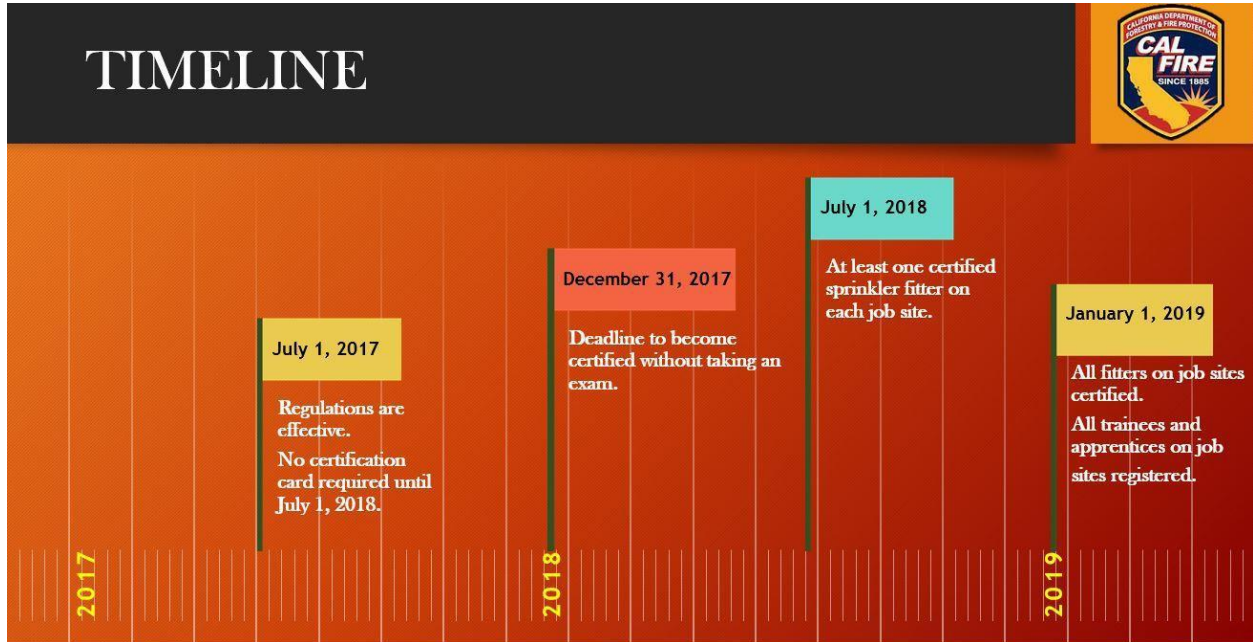 TIMELINE
CALIFORNIA DEPARTMENT OF
FORESTRY & FIRE PROTECTION
CAL
FIRE
SINCE 1885
July 1, 2017
Regulations are
effective.
No certification
card required until
July 1, 2018.
December 31, 2017
Deadline to become
certified without taking an
exam.
July 1, 2018
At least one certified
sprinkler fitter on
each job site.
January 1, 2019
All fitters on job sites
certified.
All trainees and
apprentices on job
sites registered.
2017
2018
2019